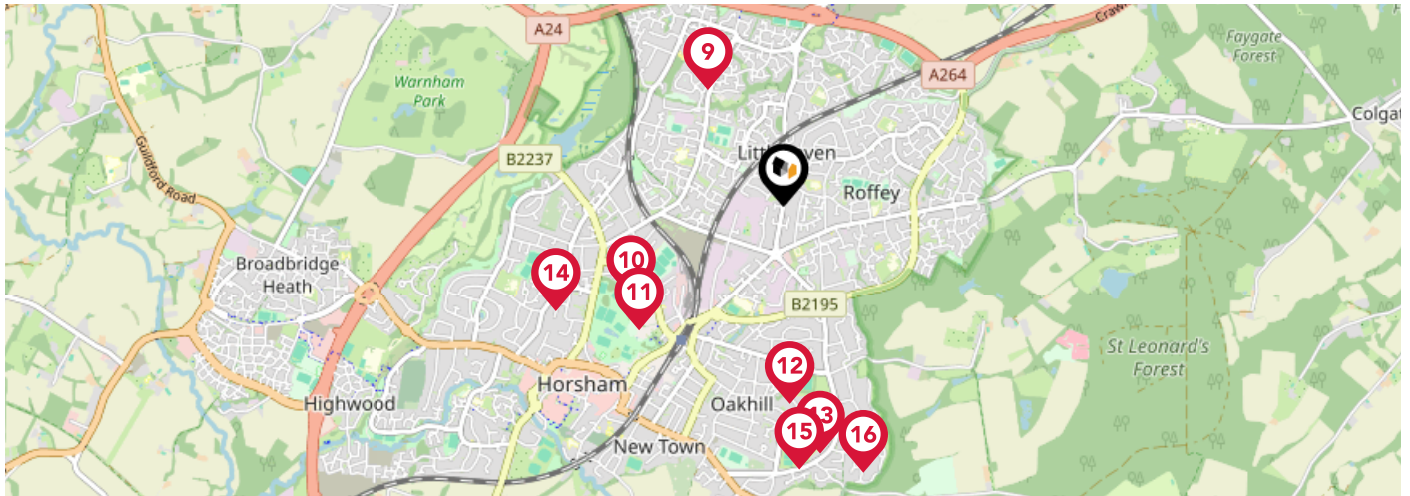 A24
9
Crawl
Faygate
Forest
A264
Warnham
Park
Colgat
B2237
Guildford Road
Roffey
Broadbridge
Heath
14
10
11
B2195
St Leonard's
Forest
12
Horsham
Highwood
Oakhill
13
15
16
New Town